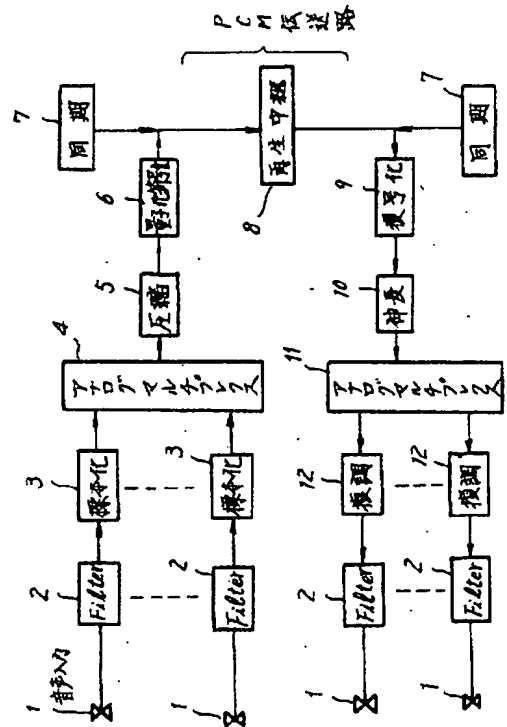 1
音声入力
2
Filter
3
標本化
4
アナログマルチプレクス
5
圧縮
6
7
同期
1
2
Filter
3
標本化
8
再生中継
PCM伝送路
1
2
Filter
12
復調
11
アナログマルチプレクス
10
伸長
9
復号化
7
同期
1
2
Filter
12
復調